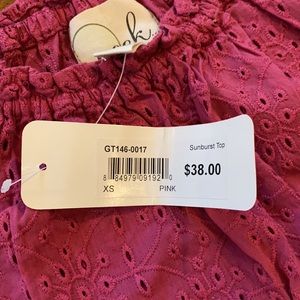 GT146-0017 Sunburst Top
$38.00
8 84979 09192 0
XS PINK